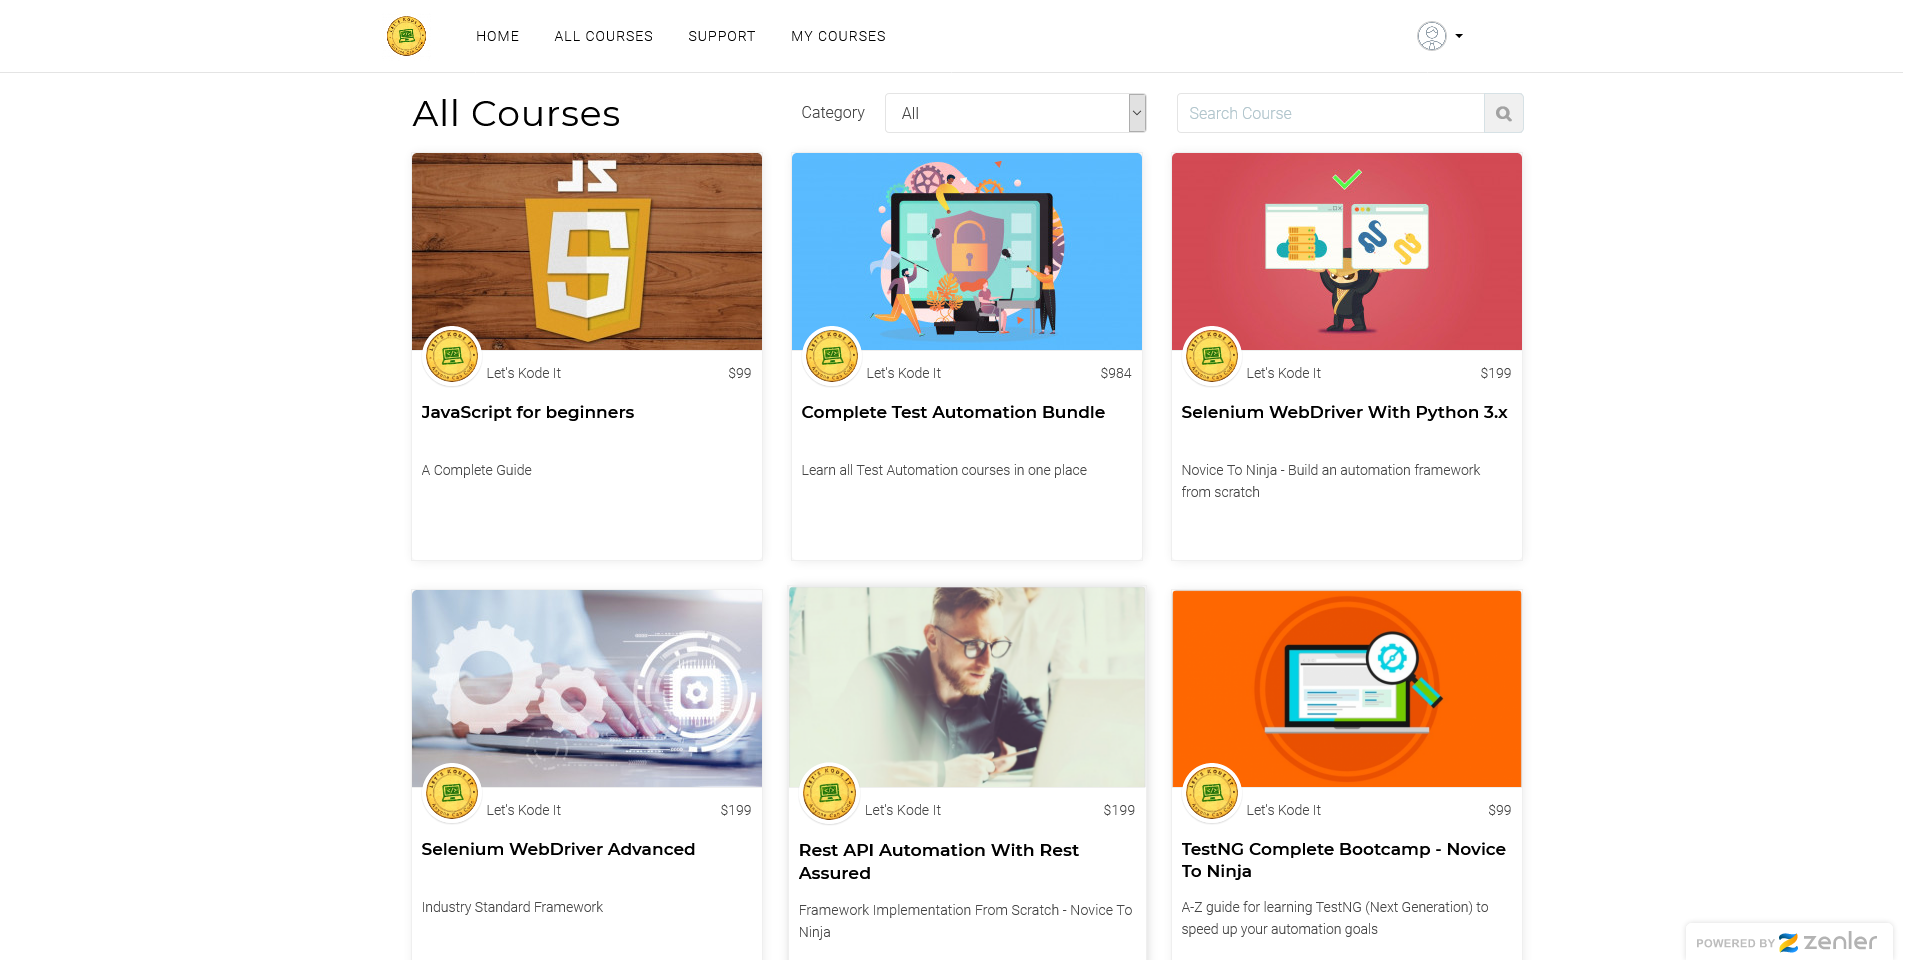 HOME
ALL COURSES
SUPPORT
MY COURSES
All Courses
Category
All
Search Course
JS
5
Let's Kode It
$99
JavaScript for beginners
A Complete Guide
Let's Kode It
$984
Complete Test Automation Bundle
Learn all Test Automation courses in one place
Let's Kode It
$199
Selenium WebDriver With Python 3.x
Novice To Ninja - Build an automation framework
from scratch
Let's Kode It
$199
Selenium WebDriver Advanced
Industry Standard Framework
Let's Kode It
$199
Rest API Automation With Rest
Assured
Framework Implementation From Scratch - Novice To
Ninja
Let's Kode It
$99
TestNG Complete Bootcamp - Novice
To Ninja
A-Z guide for learning TestNG (Next Generation) to
speed up your automation goals
POWERED BY zenler